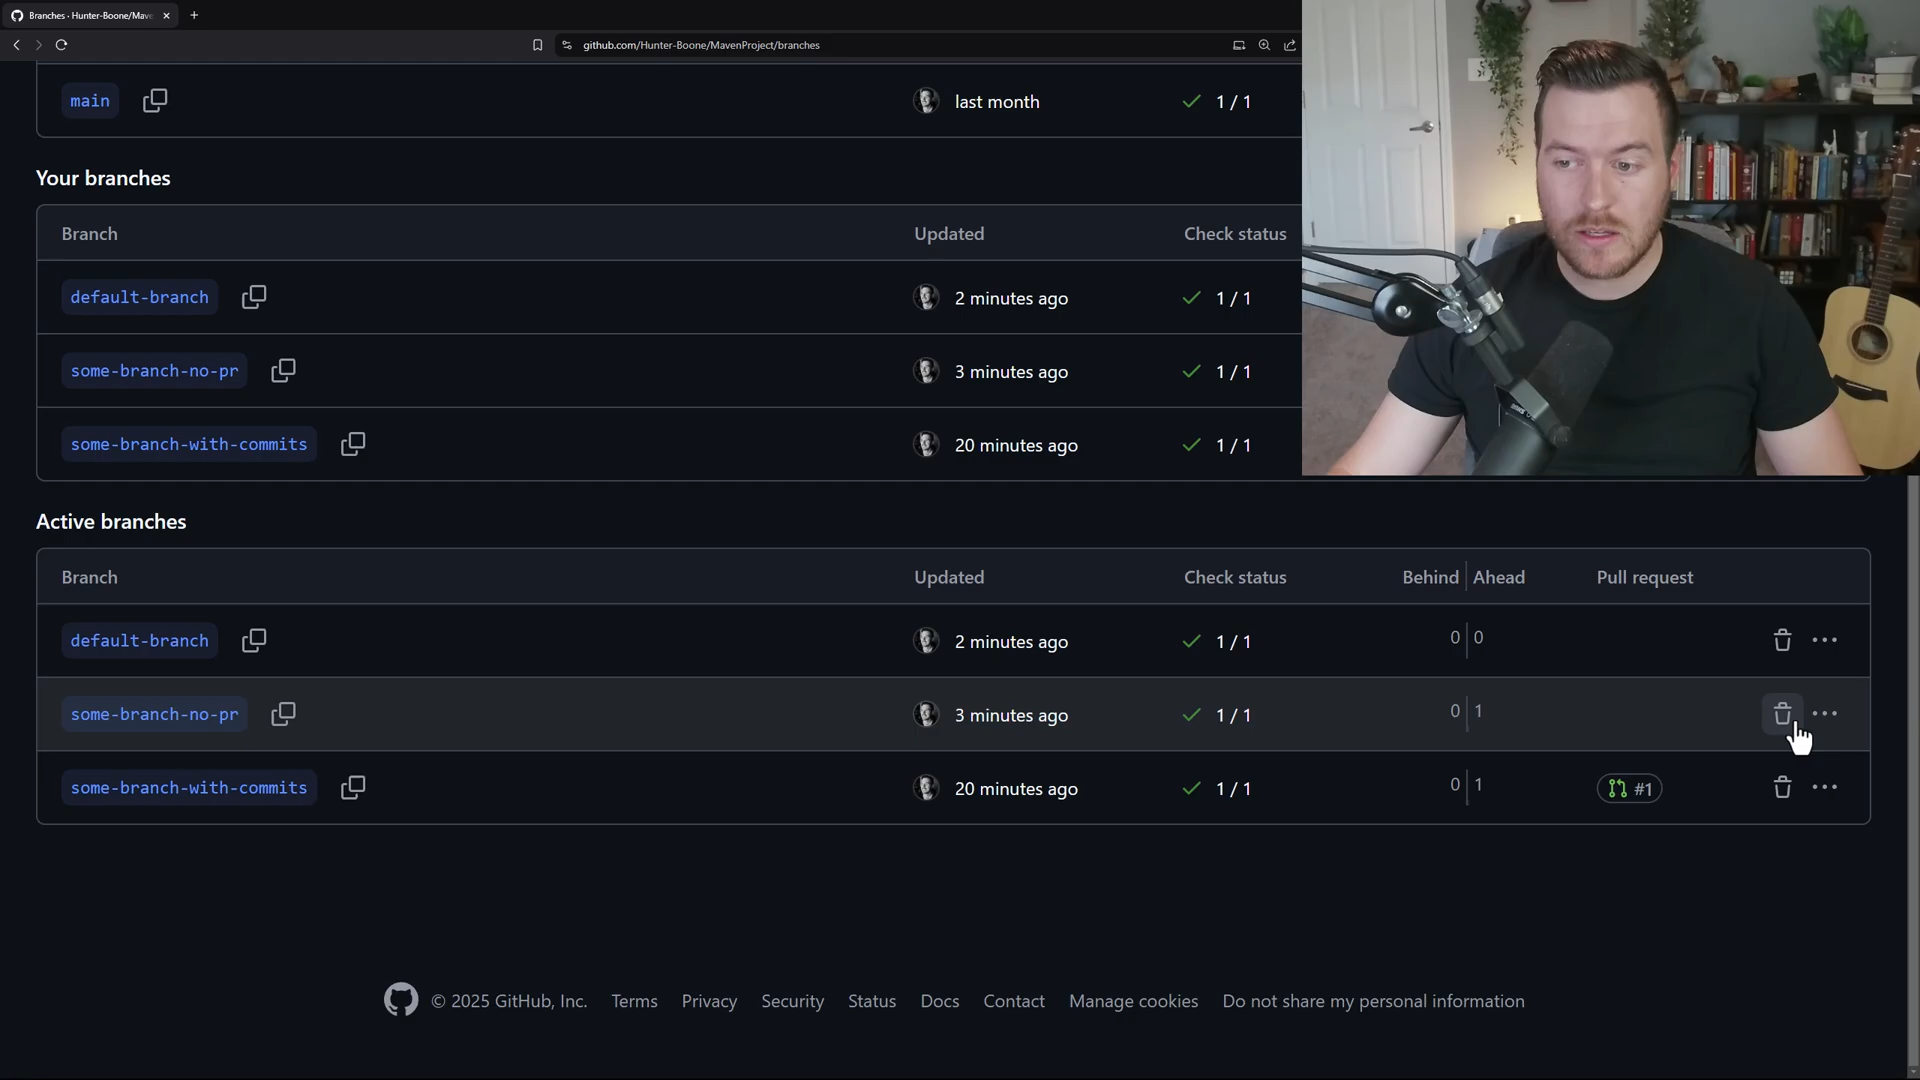 Branches · Hunter-Boone/Mave
github.com/Hunter-Boone/MavenProject/branches
main last month 1 / 1
Your branches
Branch Updated Check status
default-branch 2 minutes ago 1 / 1
some-branch-no-pr 3 minutes ago 1 / 1
some-branch-with-commits 20 minutes ago 1 / 1
Active branches
Branch Updated Check status Behind Ahead Pull request
default-branch 2 minutes ago 1 / 1 0 0
some-branch-no-pr 3 minutes ago 1 / 1 0 1
some-branch-with-commits 20 minutes ago 1 / 1 0 1 #1
© 2025 GitHub, Inc. Terms Privacy Security Status Docs Contact Manage cookies Do not share my personal information